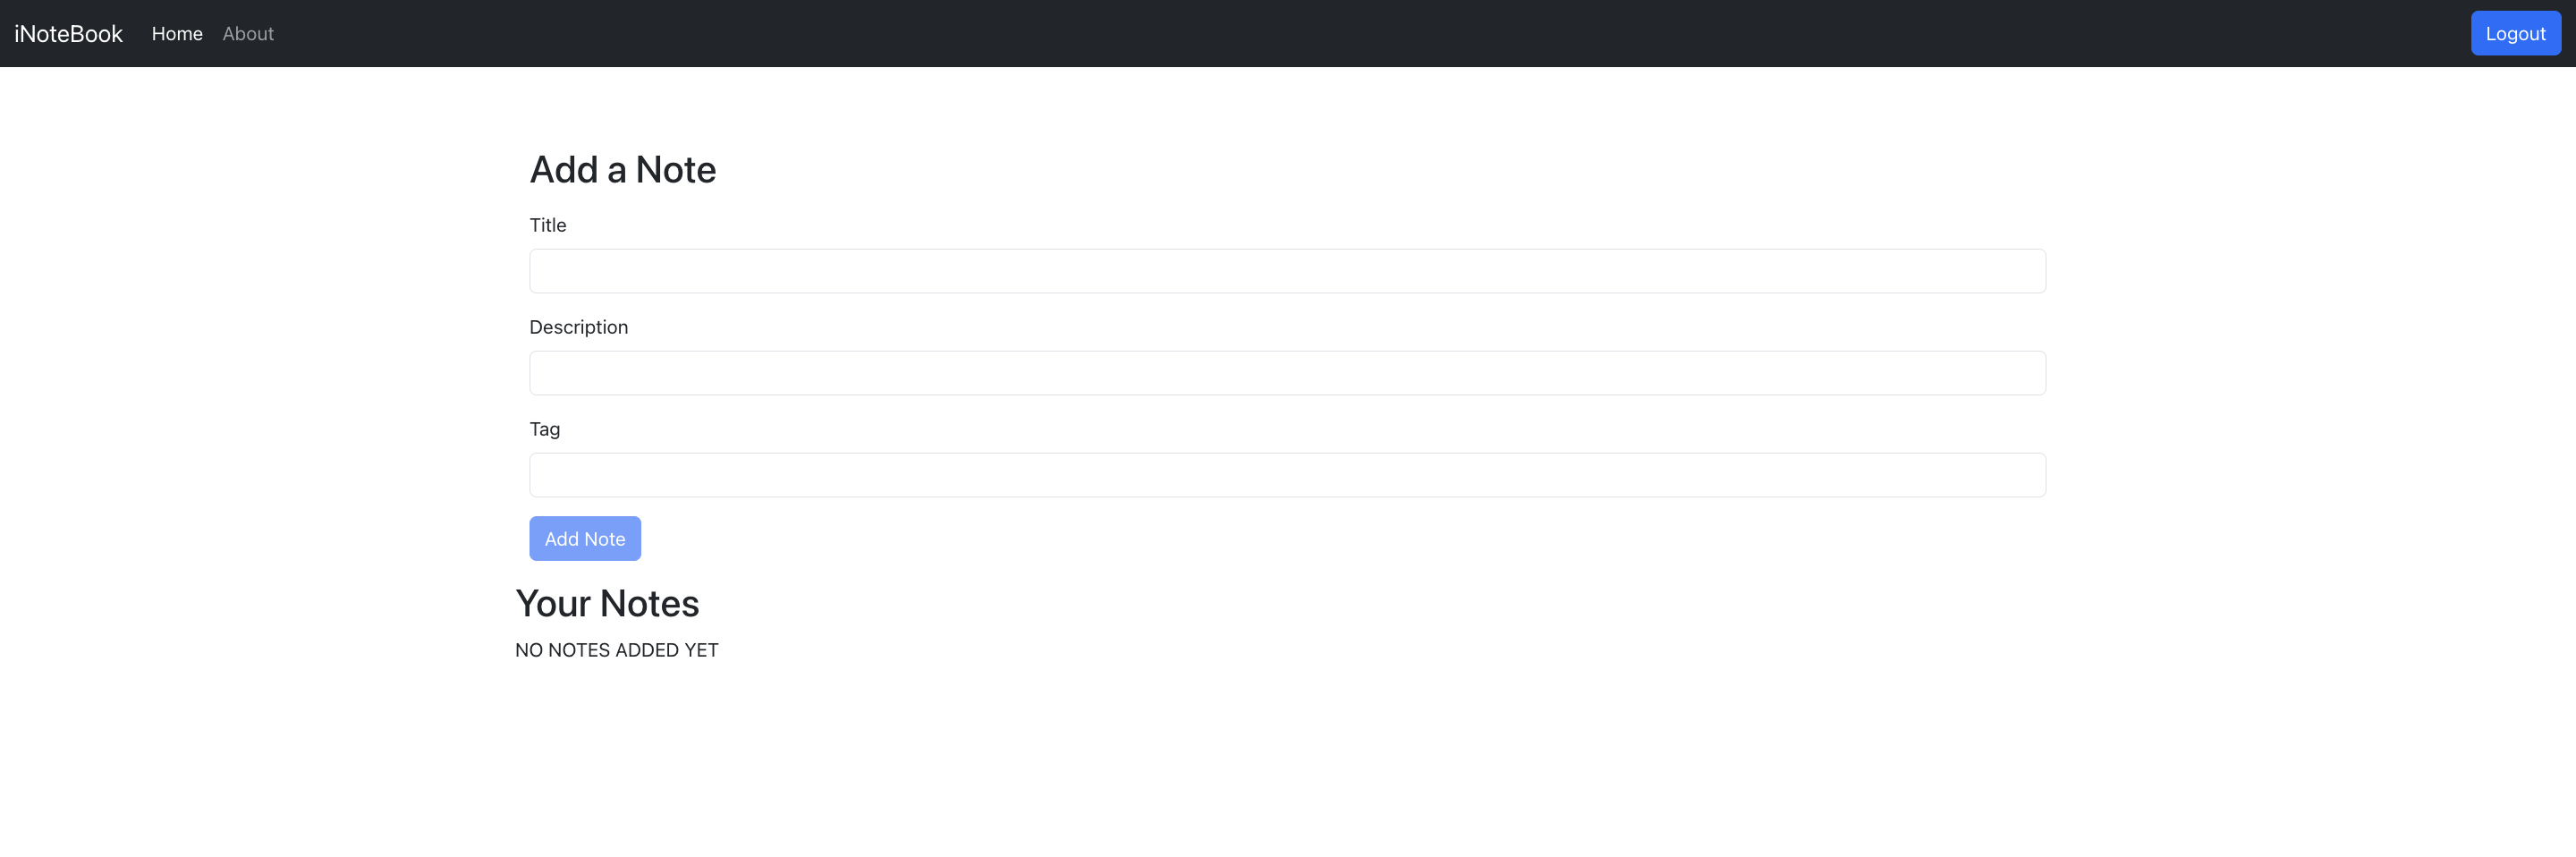 iNoteBook Home About Logout
Add a Note
Title
Description
Tag
Add Note
Your Notes
NO NOTES ADDED YET